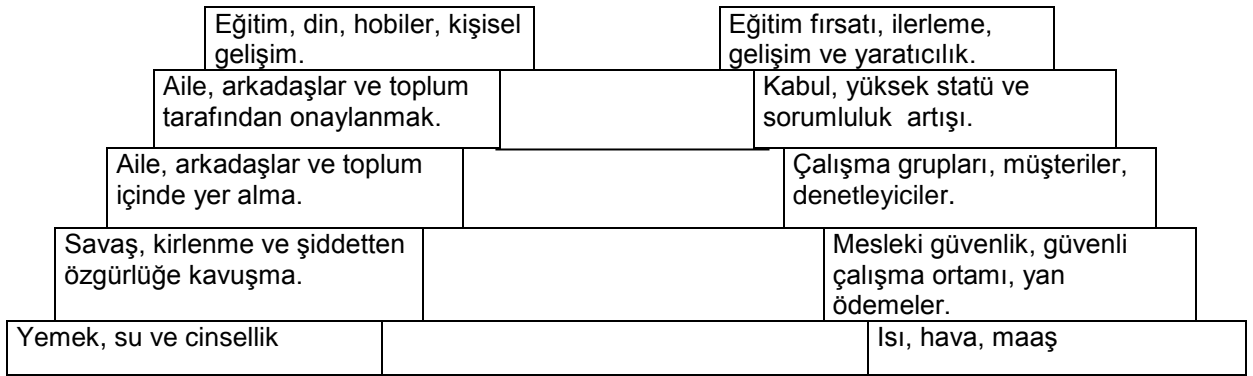 Eğitim, din, hobiler, kişisel
gelişim.
Eğitim fırsatı, ilerleme,
gelişim ve yaratıcılık.
Aile, arkadaşlar ve toplum
tarafından onaylanmak.
Kabul, yüksek statü ve
sorumluluk artışı.
Aile, arkadaşlar ve toplum
içinde yer alma.
Çalışma grupları, müşteriler,
denetleyiciler.
Savaş, kirlenme ve şiddetten
özgürlüğe kavuşma.
Mesleki güvenlik, güvenli
çalışma ortamı, yan
ödemeler.
Yemek, su ve cinsellik
Isı, hava, maaş